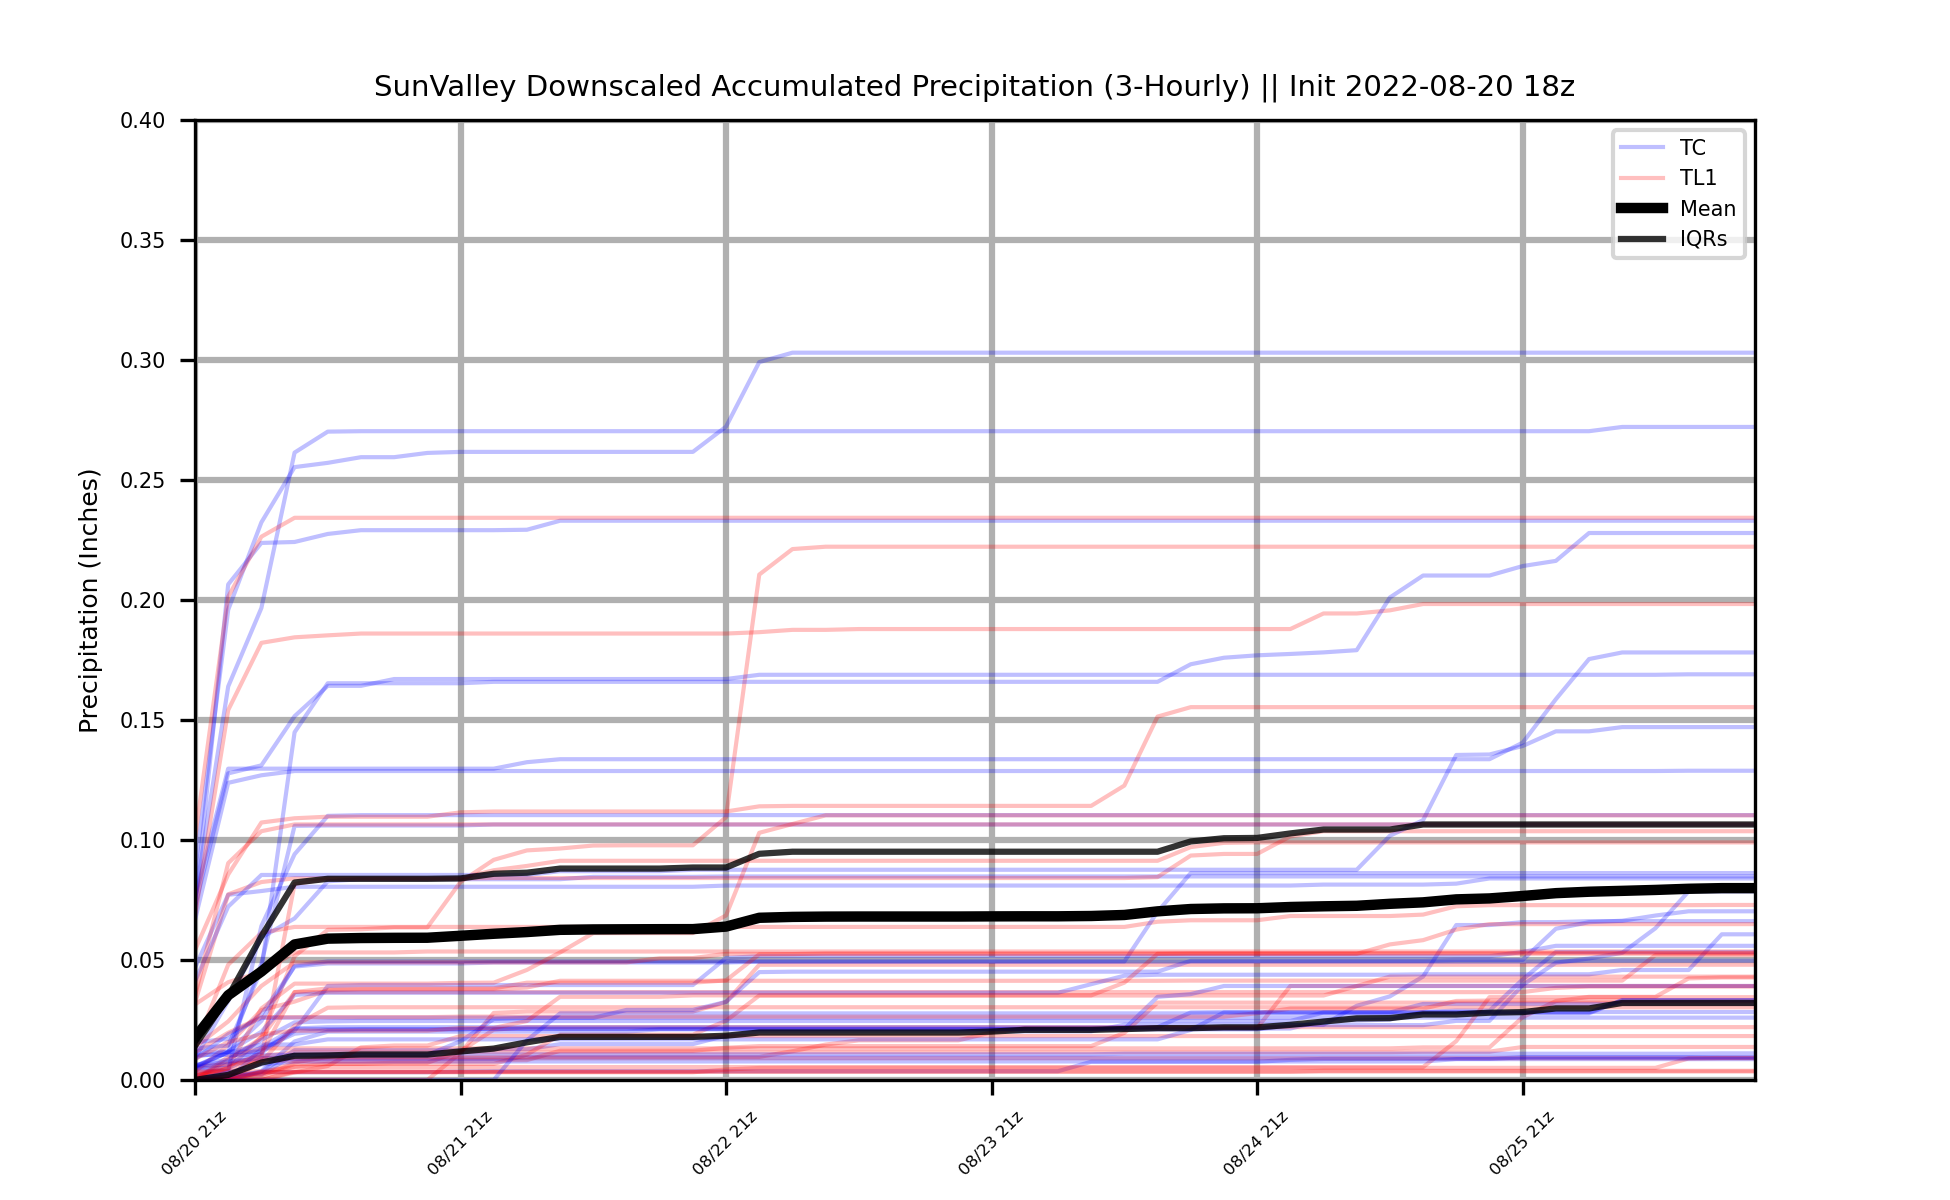 SunValley Downscaled Accumulated Precipitation (3-Hourly) || Init 2022-08-20 18z
TC
TL1
Mean
IQRs
Precipitation (Inches)
0.40
0.35
0.30
0.25
0.20
0.15
0.10
0.05
0.00
08/20 21z
08/21 21z
08/22 21z
08/23 21z
08/24 21z
08/25 21z